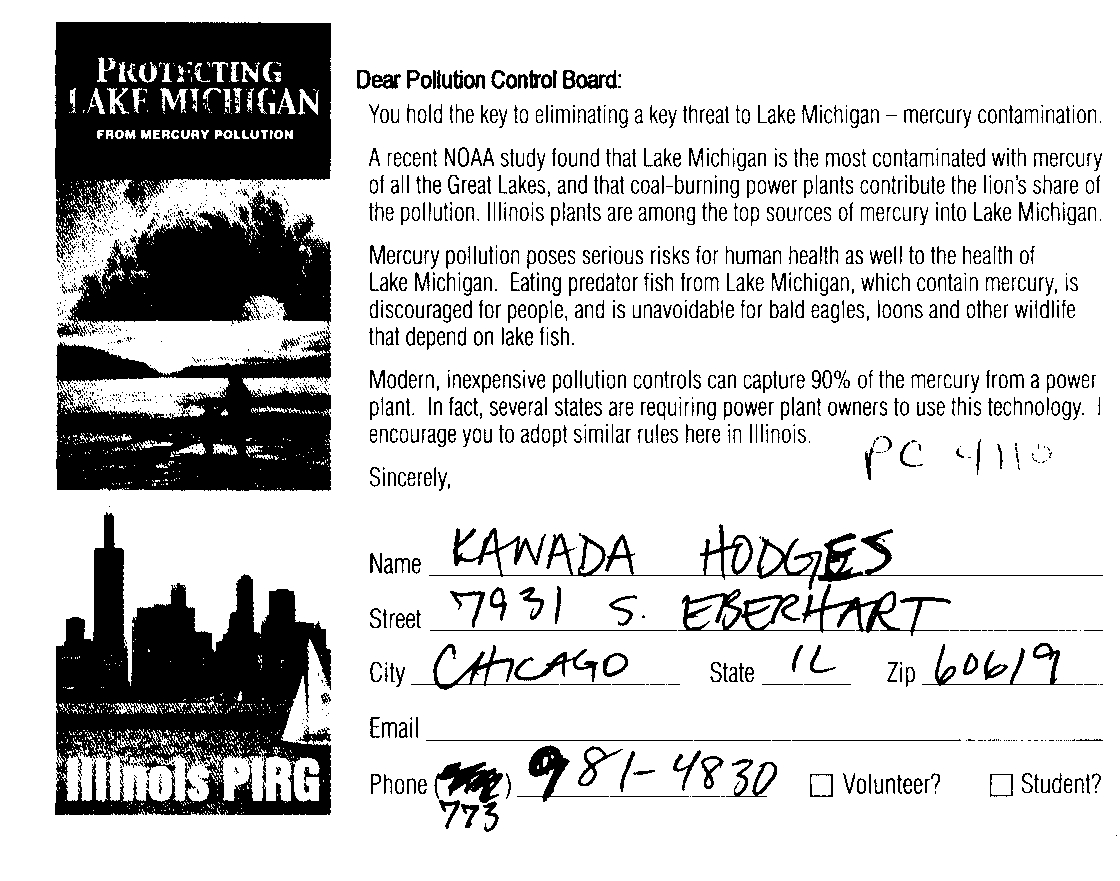 PROTECTING
LAKE MICHIGAN
FROM MERCURY POLLUTION
Dear Pollution Control Board:
You hold the key to eliminating a key threat to Lake Michigan – mercury contamination.
A recent NOAA study found that Lake Michigan is the most contaminated with mercury
of all the Great Lakes, and that coal-burning power plants contribute the lion's share of
the pollution. Illinois plants are among the top sources of mercury into Lake Michigan.
Mercury pollution poses serious risks for human health as well to the health of
Lake Michigan. Eating predator fish from Lake Michigan, which contain mercury, is
discouraged for people, and is unavoidable for bald eagles, loons and other wildlife
that depend on lake fish.
Modern, inexpensive pollution controls can capture 90% of the mercury from a power
plant. In fact, several states are requiring power plant owners to use this technology. I
encourage you to adopt similar rules here in Illinois.
PC 4110
Sincerely,
Name KAWADA HODGES
Street 7931 S. EBERHART
City CHICAGO State IL Zip 60619
Email
Phone ( ) 981-4830 Volunteer? Student?
773
Illinois PIRG